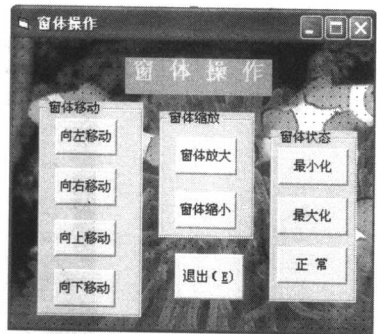 窗体操作
窗体操作
窗体移动
向左移动
向右移动
向上移动
向下移动
窗体缩放
窗体放大
窗体缩小
退出(E)
窗体状态
最小化
最大化
正常